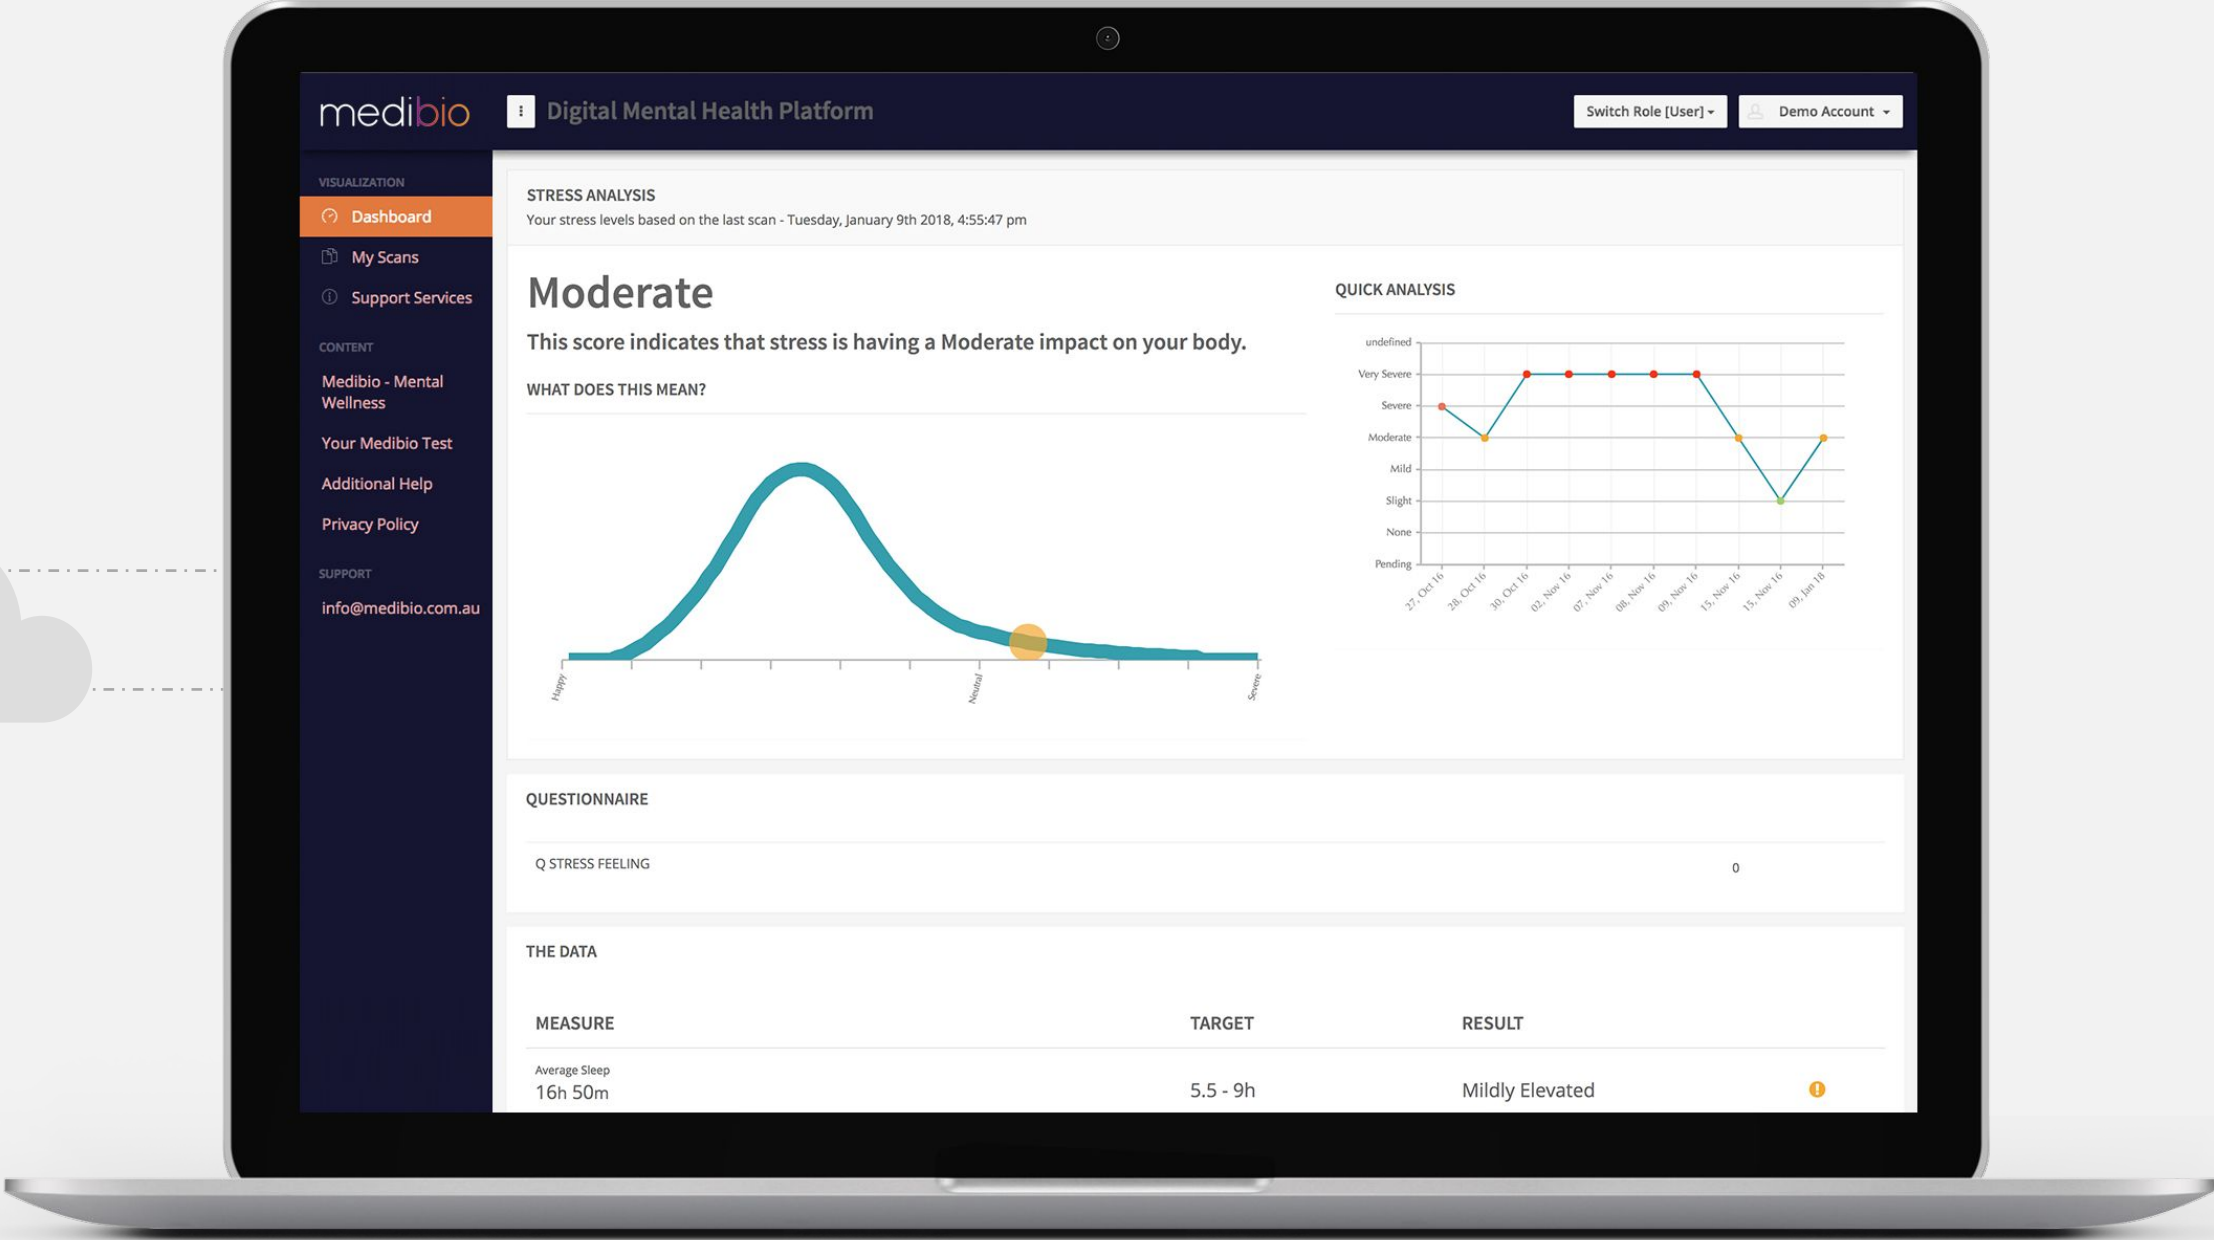 medibio
Digital Mental Health Platform
Switch Role [User]
Demo Account
VISUALIZATION
Dashboard
My Scans
Support Services
CONTENT
Medibio - Mental
Wellness
Your Medibio Test
Additional Help
Privacy Policy
SUPPORT
info@medibio.com.au
STRESS ANALYSIS
Your stress levels based on the last scan - Tuesday, January 9th 2018, 4:55:47 pm
Moderate
This score indicates that stress is having a Moderate impact on your body.
WHAT DOES THIS MEAN?
Happy
Neutral
Severe
QUICK ANALYSIS
undefined
Very Severe
Severe
Moderate
Mild
Slight
None
Pending
27, Oct 16
28, Oct 16
30, Oct 16
02, Nov 16
07, Nov 16
08, Nov 16
09, Nov 16
15, Nov 16
15, Nov 16
09, Jan 18
QUESTIONNAIRE
Q STRESS FEELING
0
THE DATA
MEASURE
TARGET
RESULT
Average Sleep
16h 50m
5.5 - 9h
Mildly Elevated